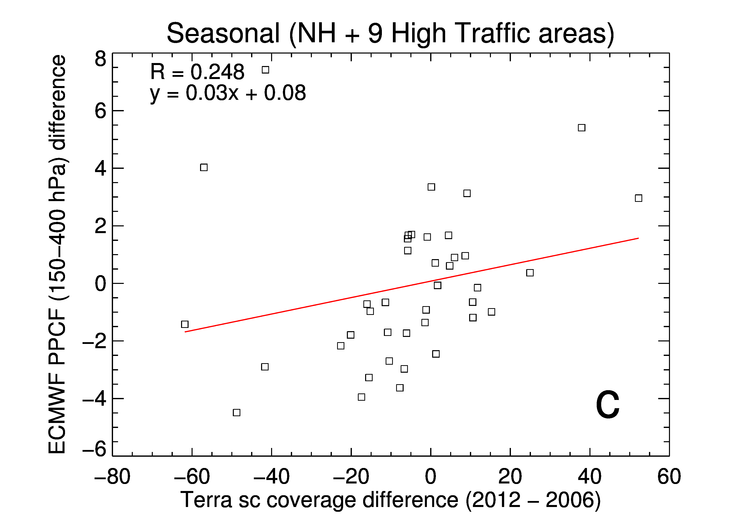 Seasonal (NH + 9 High Traffic areas)
R = 0.248
y = 0.03x + 0.08
8
6
4
2
0
−2
−4
−6
ECMWF PPCF (150−400 hPa) difference
C
−80 −60 −40 −20 0 20 40 60
Terra sc coverage difference (2012 − 2006)